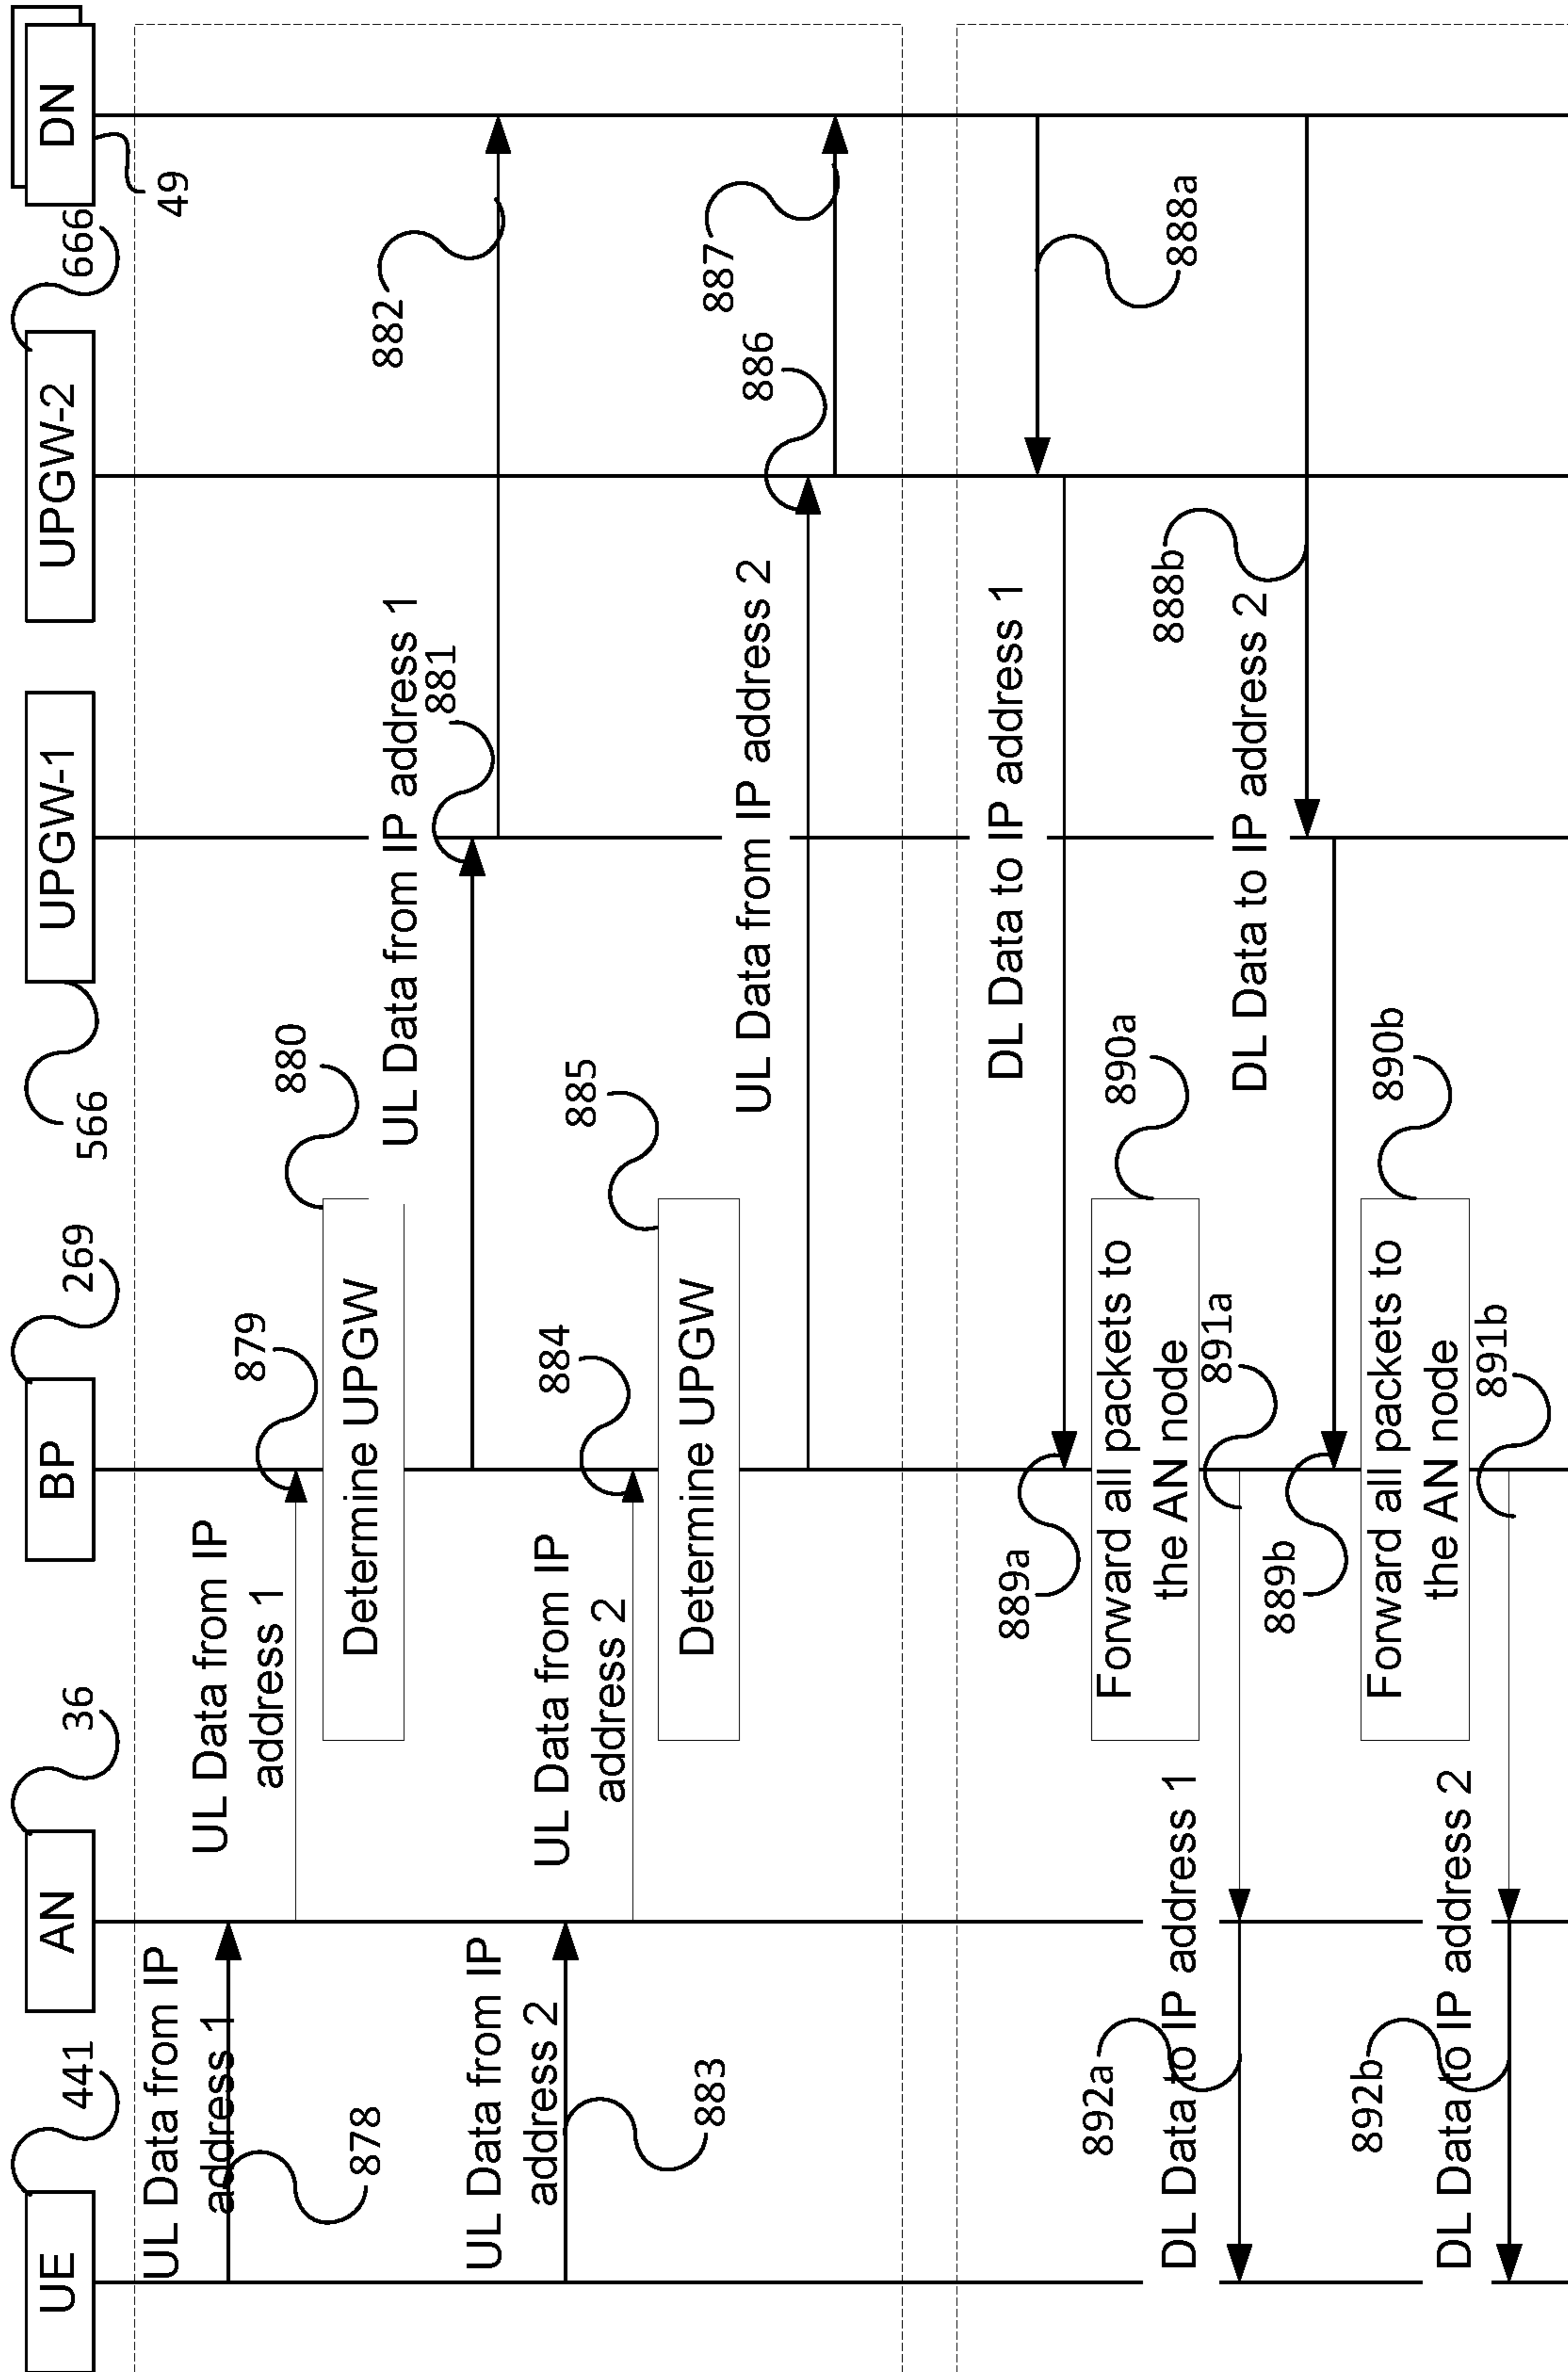 UE
441
AN
36
BP
269
566
UPGW-1
UPGW-2
666
DN
49
UL Data from IP
address 1
878
UL Data from IP
address 1
879
Determine UPGW
880
UL Data from IP address 1
881
882
UL Data from IP
address 2
883
UL Data from IP
address 2
884
Determine UPGW
885
UL Data from IP address 2
886
887
DL Data to IP address 1
888a
889a
Forward all packets to
the AN node
890a
891a
DL Data to IP address 1
892a
DL Data to IP address 2
888b
889b
Forward all packets to
the AN node
890b
891b
DL Data to IP address 2
892b